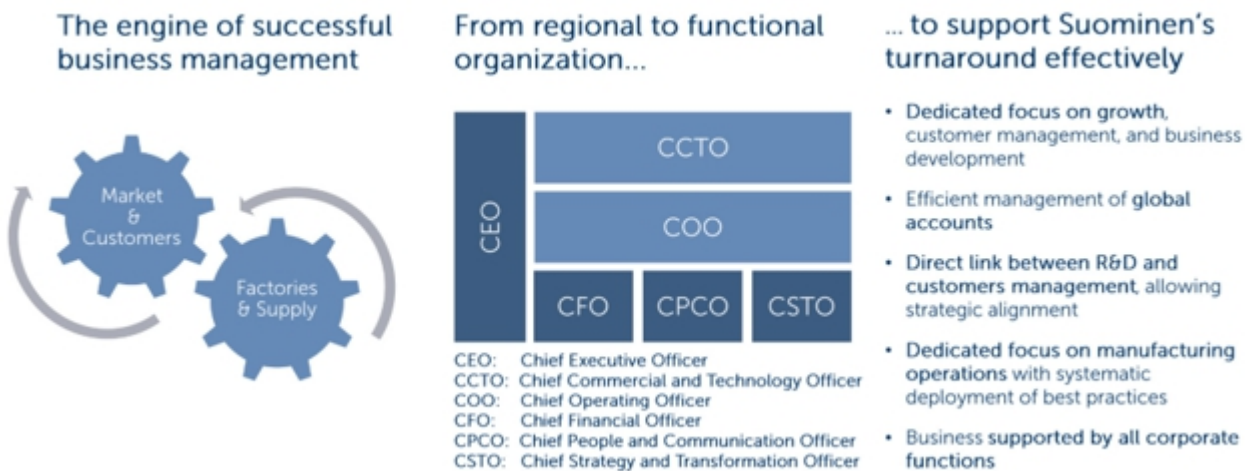 The engine of successful
business management
Market
&
Customers
Factories
& Supply
From regional to functional
organization...
CEO
CCTO
COO
CFO
CPCO
CSTO
CEO: Chief Executive Officer
CCTO: Chief Commercial and Technology Officer
COO: Chief Operating Officer
CFO: Chief Financial Officer
CPCO: Chief People and Communication Officer
CSTO: Chief Strategy and Transformation Officer
... to support Suominen's
turnaround effectively
• Dedicated focus on growth,
customer management, and business
development
• Efficient management of global
accounts
• Direct link between R&D and
customers management, allowing
strategic alignment
• Dedicated focus on manufacturing
operations with systematic
deployment of best practices
• Business supported by all corporate
functions